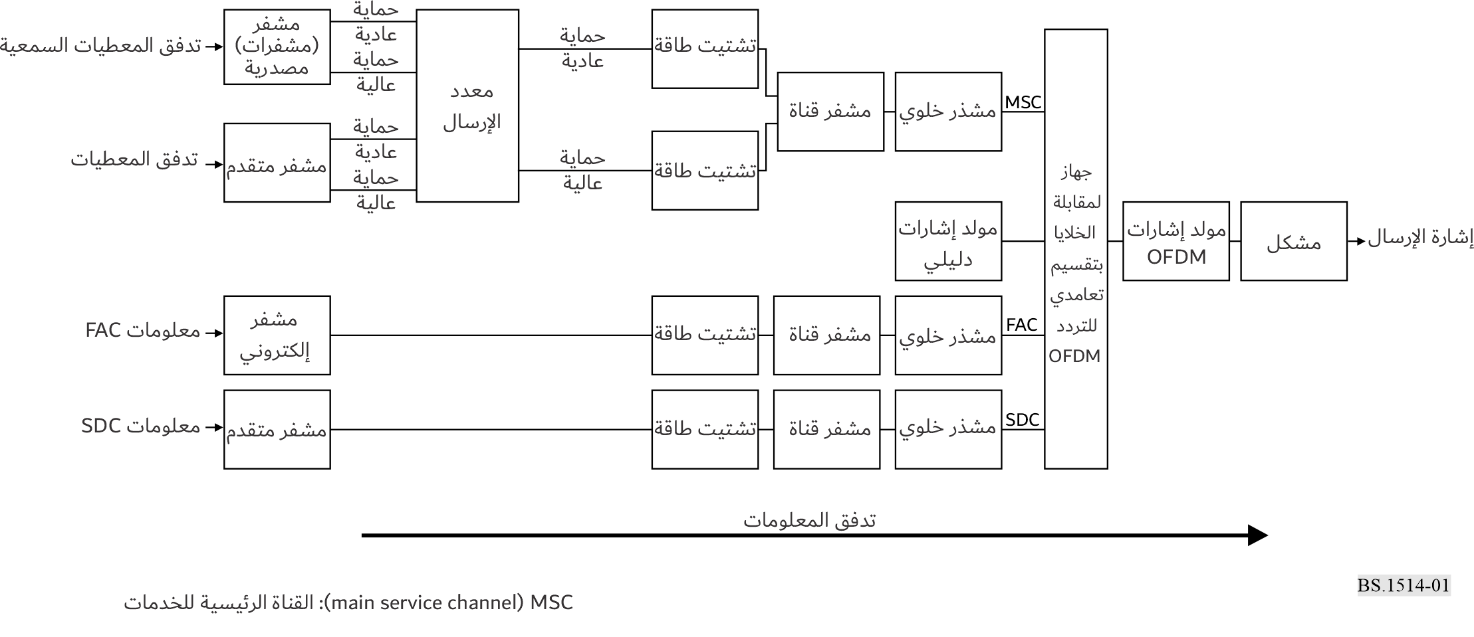 تدفق المعطيات السمعية
مشفر
(مشفرات)
مصدرية
حماية
عادية
حماية
عالية
تدفق المعطيات
مشفر متقدم
حماية
عادية
حماية
عالية
معدد
الإرسال
حماية
عادية
حماية
عالية
تشتيت طاقة
تشتيت طاقة
مشفر قناة
مشذر خلوي
MSC
مولد إشارات
دليلي
معلومات FAC
مشفر
إلكتروني
تشتيت طاقة
مشفر قناة
مشذر خلوي
FAC
معلومات SDC
مشفر متقدم
تشتيت طاقة
مشفر قناة
مشذر خلوي
SDC
جهاز
لمقابلة
الخلايا
بتقسيم
تعامدي
للتردد
OFDM
مولد إشارات
OFDM
مشكل
إشارة الإرسال
تدفق المعلومات
BS.1514-01
MSC (main service channel): القناة الرئيسية للخدمات